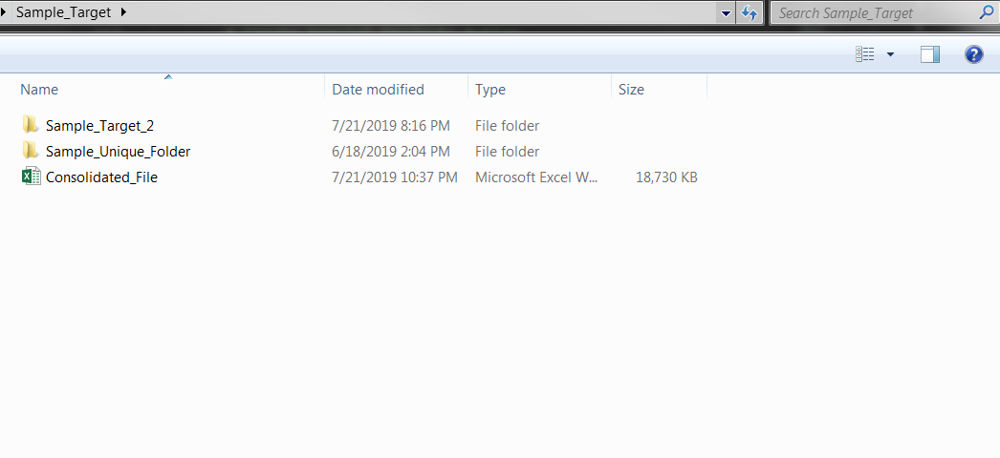 Sample_Target
Search Sample_Target
Name Date modified Type Size
Sample_Target_2 7/21/2019 8:16 PM File folder
Sample_Unique_Folder 6/18/2019 2:04 PM File folder
Consolidated_File 7/21/2019 10:37 PM Microsoft Excel W... 18,730 KB